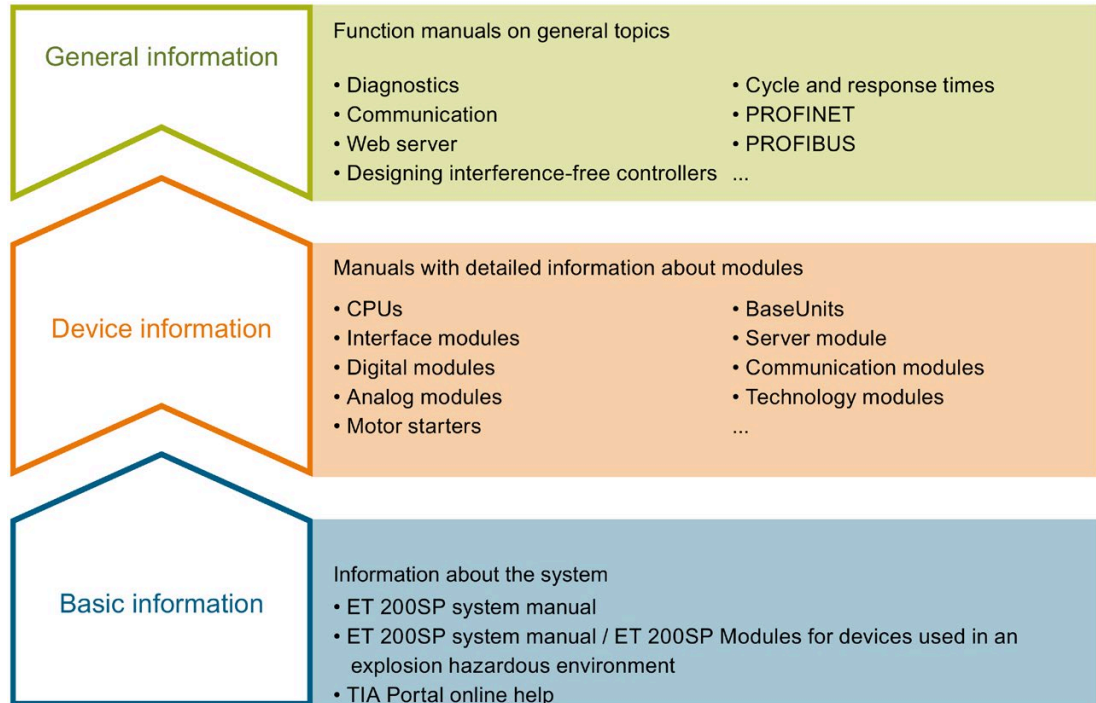 General information
Function manuals on general topics
• Diagnostics
• Communication
• Web server
• Designing interference-free controllers
• Cycle and response times
• PROFINET
• PROFIBUS
...
Device information
Manuals with detailed information about modules
• CPUs
• Interface modules
• Digital modules
• Analog modules
• Motor starters
• BaseUnits
• Server module
• Communication modules
• Technology modules
...
Basic information
Information about the system
• ET 200SP system manual
• ET 200SP system manual / ET 200SP Modules for devices used in an
explosion hazardous environment
• TIA Portal online help